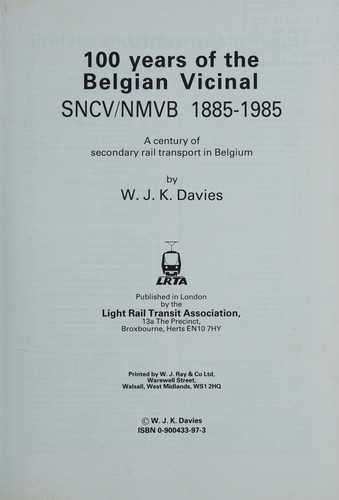 100 years of the
Belgian Vicinal
SNCV/NMVB 1885-1985
A century of
secondary rail transport in Belgium
by
W. J. K. Davies
LRTA
Published in London
by the
Light Rail Transit Association,
13a The Precinct,
Broxbourne, Herts EN10 7HY
Printed by W. J. Ray & Co Ltd,
Warewell Street,
Walsall, West Midlands, WS1 2HQ
© W. J. K. Davies
ISBN 0-900433-97-3